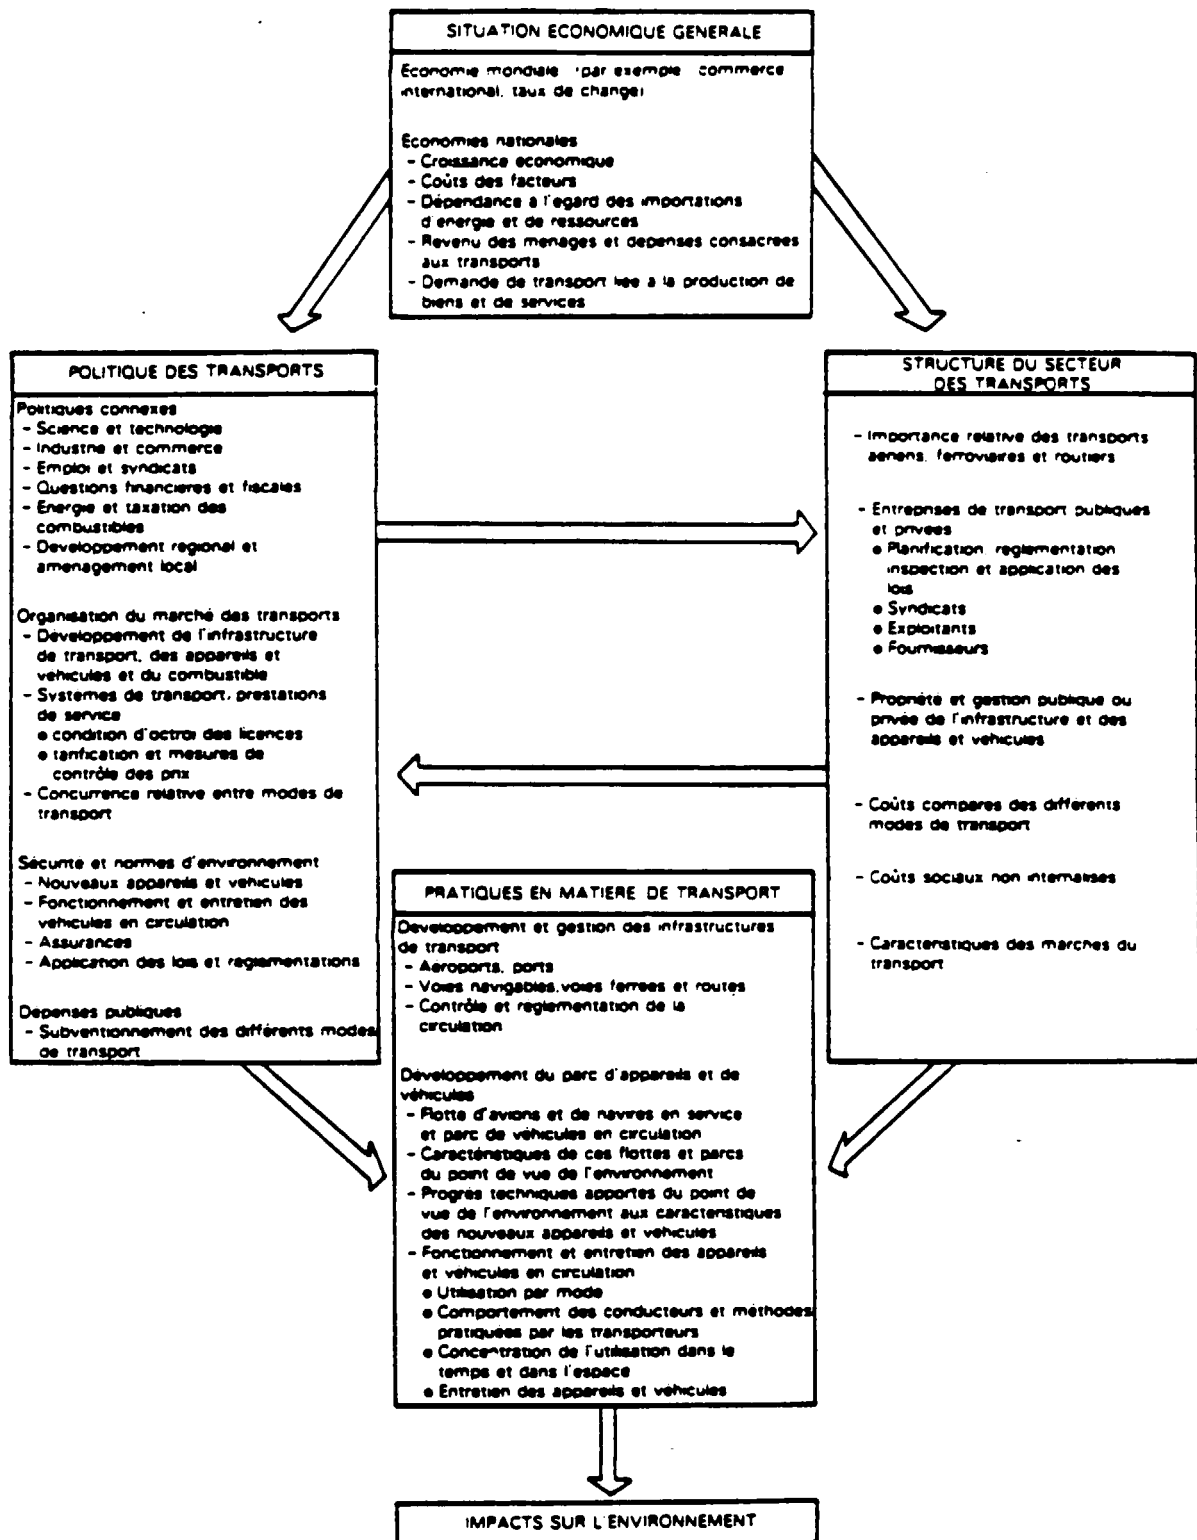 SITUATION ECONOMIQUE GENERALE
Economie mondiale (par exemple commerce
international, taux de change)
Economies nationales
- Croissance economique
- Coûts des facteurs
- Dépendance a l'egard des importations
d'energie et de ressources
- Revenu des menages et depenses consacrees
aux transports
- Demande de transport liee a la production de
biens et de services
POLITIQUE DES TRANSPORTS
Politiques connexes
- Science et technologie
- Industrie et commerce
- Emploi et syndicats
- Questions financieres et fiscales
- Energie et taxation des
combustibles
- Developpement regional et
amenagement local
Organisation du marché des transports
- Développement de l'infrastructure
de transport, des appareils et
vehicules et du combustible
- Systemes de transport, prestations
de service
• condition d'octroi des licences
• tarification et mesures de
contrôle des prix
- Concurrence relative entre modes de
transport
Sécurite et normes d'environnement
- Nouveaux appareils et vehicules
- Fonctionnement et entretien des
vehicules en circulation
- Assurances
- Application des lois et reglementations
Depenses publiques
- Subventionnement des différents modes
de transport
STRUCTURE DU SECTEUR
DES TRANSPORTS
- Importance relative des transports
aeriens, ferroviaires et routiers
- Entreprises de transport publiques
et privees
• Planification, reglementation
inspection et application des
lois
• Syndicats
• Exploitants
• Fournisseurs
- Propriété et gestion publique ou
privée de l'infrastructure et des
appareils et vehicules
- Coûts compares des différents
modes de transport
- Coûts sociaux non internalises
- Caracteristiques des marches du
transport
PRATIQUES EN MATIERE DE TRANSPORT
Developpement et gestion des infrastructures
de transport
- Aéroports, ports
- Voies navigables, voies ferrees et routes
- Contrôle et reglementation de la
circulation
Développement du parc d'appareils et de
véhicules
- Flotte d'avions et de navires en service
et parc de véhicules en circulation
- Caractéristiques de ces flottes et parcs
du point de vue de l'environnement
- Progrès techniques apportes du point de
vue de l'environnement aux caracteristiques
des nouveaux appareils et vehicules
- Fonctionnement et entretien des appareils
et vehicules en circulation
• Utilisation par mode
• Comportement des conducteurs et méthodes
pratiquées par les transporteurs
• Concentration de l'utilisation dans le
temps et dans l'espace
• Entretien des appareils et véhicules
IMPACTS SUR L'ENVIRONNEMENT